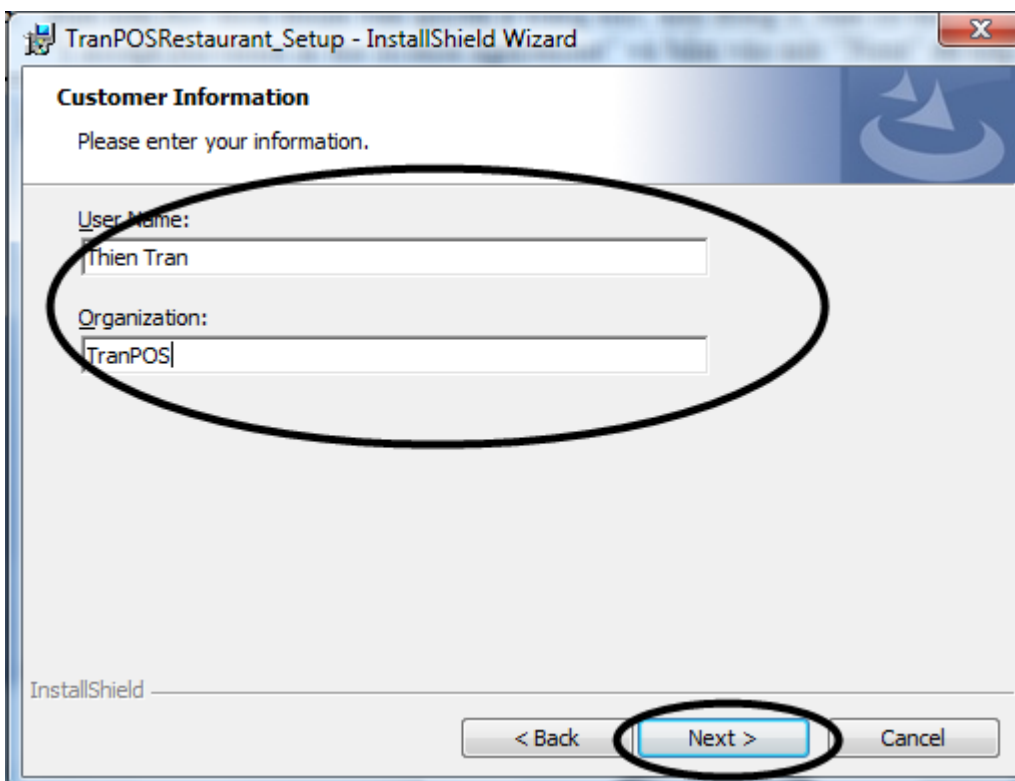 TranPOSRestaurant_Setup - InstallShield Wizard
Customer Information
Please enter your information.
User Name:
Thien Tran
Organization:
TranPOS
InstallShield
< Back Next > Cancel